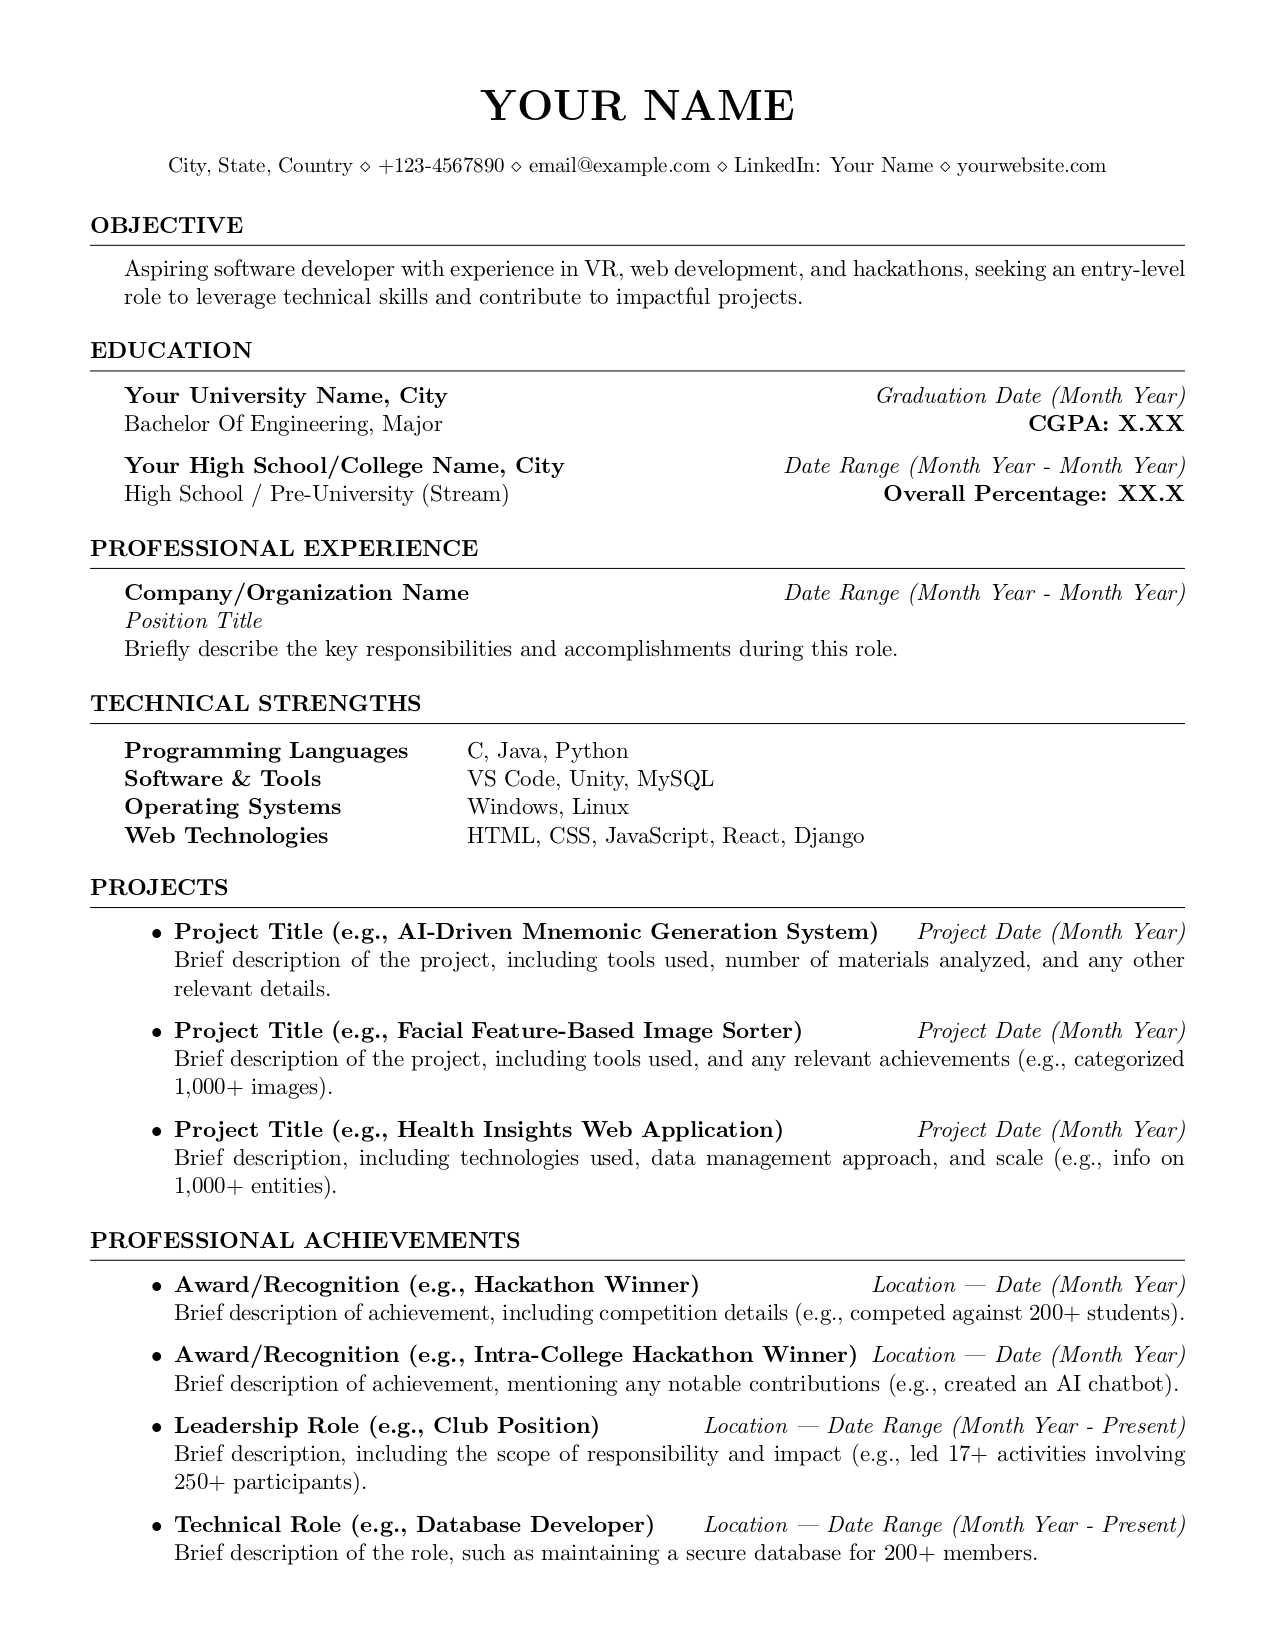 YOUR NAME
City, State, Country ⋄ +123-4567890 ⋄ email@example.com ⋄ LinkedIn: Your Name ⋄ yourwebsite.com
OBJECTIVE
Aspiring software developer with experience in VR, web development, and hackathons, seeking an entry-level
role to leverage technical skills and contribute to impactful projects.
EDUCATION
Your University Name, City Graduation Date (Month Year)
Bachelor Of Engineering, Major CGPA: X.XX
Your High School/College Name, City Date Range (Month Year - Month Year)
High School / Pre-University (Stream) Overall Percentage: XX.X
PROFESSIONAL EXPERIENCE
Company/Organization Name Date Range (Month Year - Month Year)
Position Title
Briefly describe the key responsibilities and accomplishments during this role.
TECHNICAL STRENGTHS
Programming Languages C, Java, Python
Software & Tools VS Code, Unity, MySQL
Operating Systems Windows, Linux
Web Technologies HTML, CSS, JavaScript, React, Django
PROJECTS
• Project Title (e.g., AI-Driven Mnemonic Generation System) Project Date (Month Year)
Brief description of the project, including tools used, number of materials analyzed, and any other
relevant details.
• Project Title (e.g., Facial Feature-Based Image Sorter) Project Date (Month Year)
Brief description of the project, including tools used, and any relevant achievements (e.g., categorized
1,000+ images).
• Project Title (e.g., Health Insights Web Application) Project Date (Month Year)
Brief description, including technologies used, data management approach, and scale (e.g., info on
1,000+ entities).
PROFESSIONAL ACHIEVEMENTS
• Award/Recognition (e.g., Hackathon Winner) Location — Date (Month Year)
Brief description of achievement, including competition details (e.g., competed against 200+ students).
• Award/Recognition (e.g., Intra-College Hackathon Winner) Location — Date (Month Year)
Brief description of achievement, mentioning any notable contributions (e.g., created an AI chatbot).
• Leadership Role (e.g., Club Position) Location — Date Range (Month Year - Present)
Brief description, including the scope of responsibility and impact (e.g., led 17+ activities involving
250+ participants).
• Technical Role (e.g., Database Developer) Location — Date Range (Month Year - Present)
Brief description of the role, such as maintaining a secure database for 200+ members.